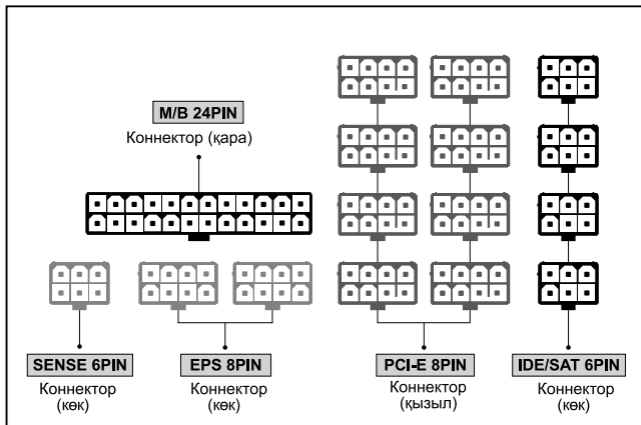 M/B 24PIN
Коннектор (қара)
SENSE 6PIN
Коннектор
(көк)
EPS 8PIN
Коннектор
(көк)
PCI-E 8PIN
Коннектор
(қызыл)
IDE/SAT 6PIN
Коннектор
(көк)